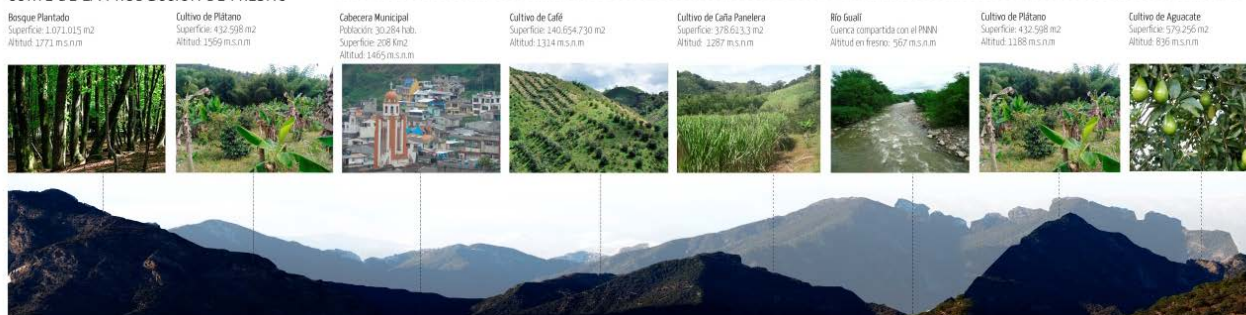 Bosque Plantado
Superficie: 1.071.015 m2
Altitud: 1771 m.s.n.m
Cultivo de Plátano
Superficie: 432.598 m2
Altitud: 1569 m.s.n.m
Cabecera Municipal
Población: 30.284 hab.
Superficie: 208 Km2
Altitud: 1465 m.s.n.m
Cultivo de Café
Superficie: 140.654.730 m2
Altitud: 1314 m.s.n.m
Cultivo de Caña Panelera
Superficie: 378.613,3 m2
Altitud: 1287 m.s.n.m
Río Gualí
Cuenca compartida con el PNNN
Altitud en fresno: 567 m.s.n.m
Cultivo de Plátano
Superficie: 432.598 m2
Altitud: 1188 m.s.n.m
Cultivo de Aguacate
Superficie: 579.256 m2
Altitud: 836 m.s.n.m